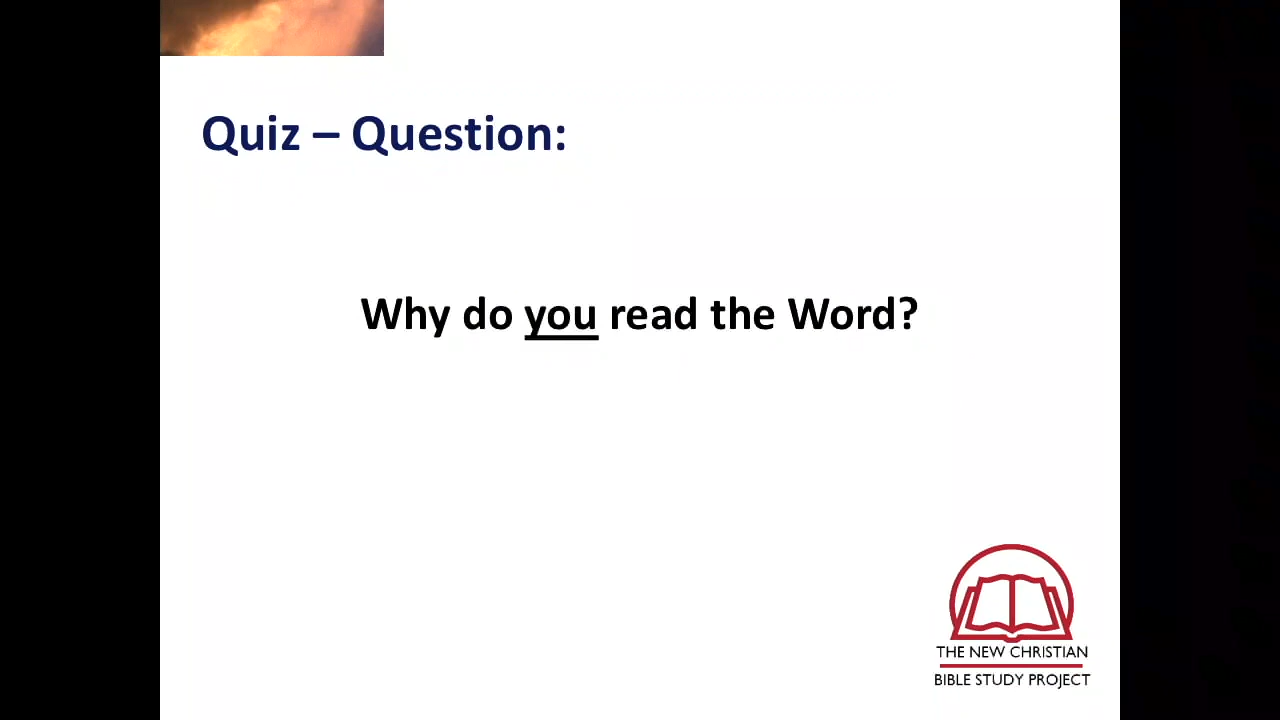 Quiz – Question:
Why do you read the Word?
THE NEW CHRISTIAN
BIBLE STUDY PROJECT